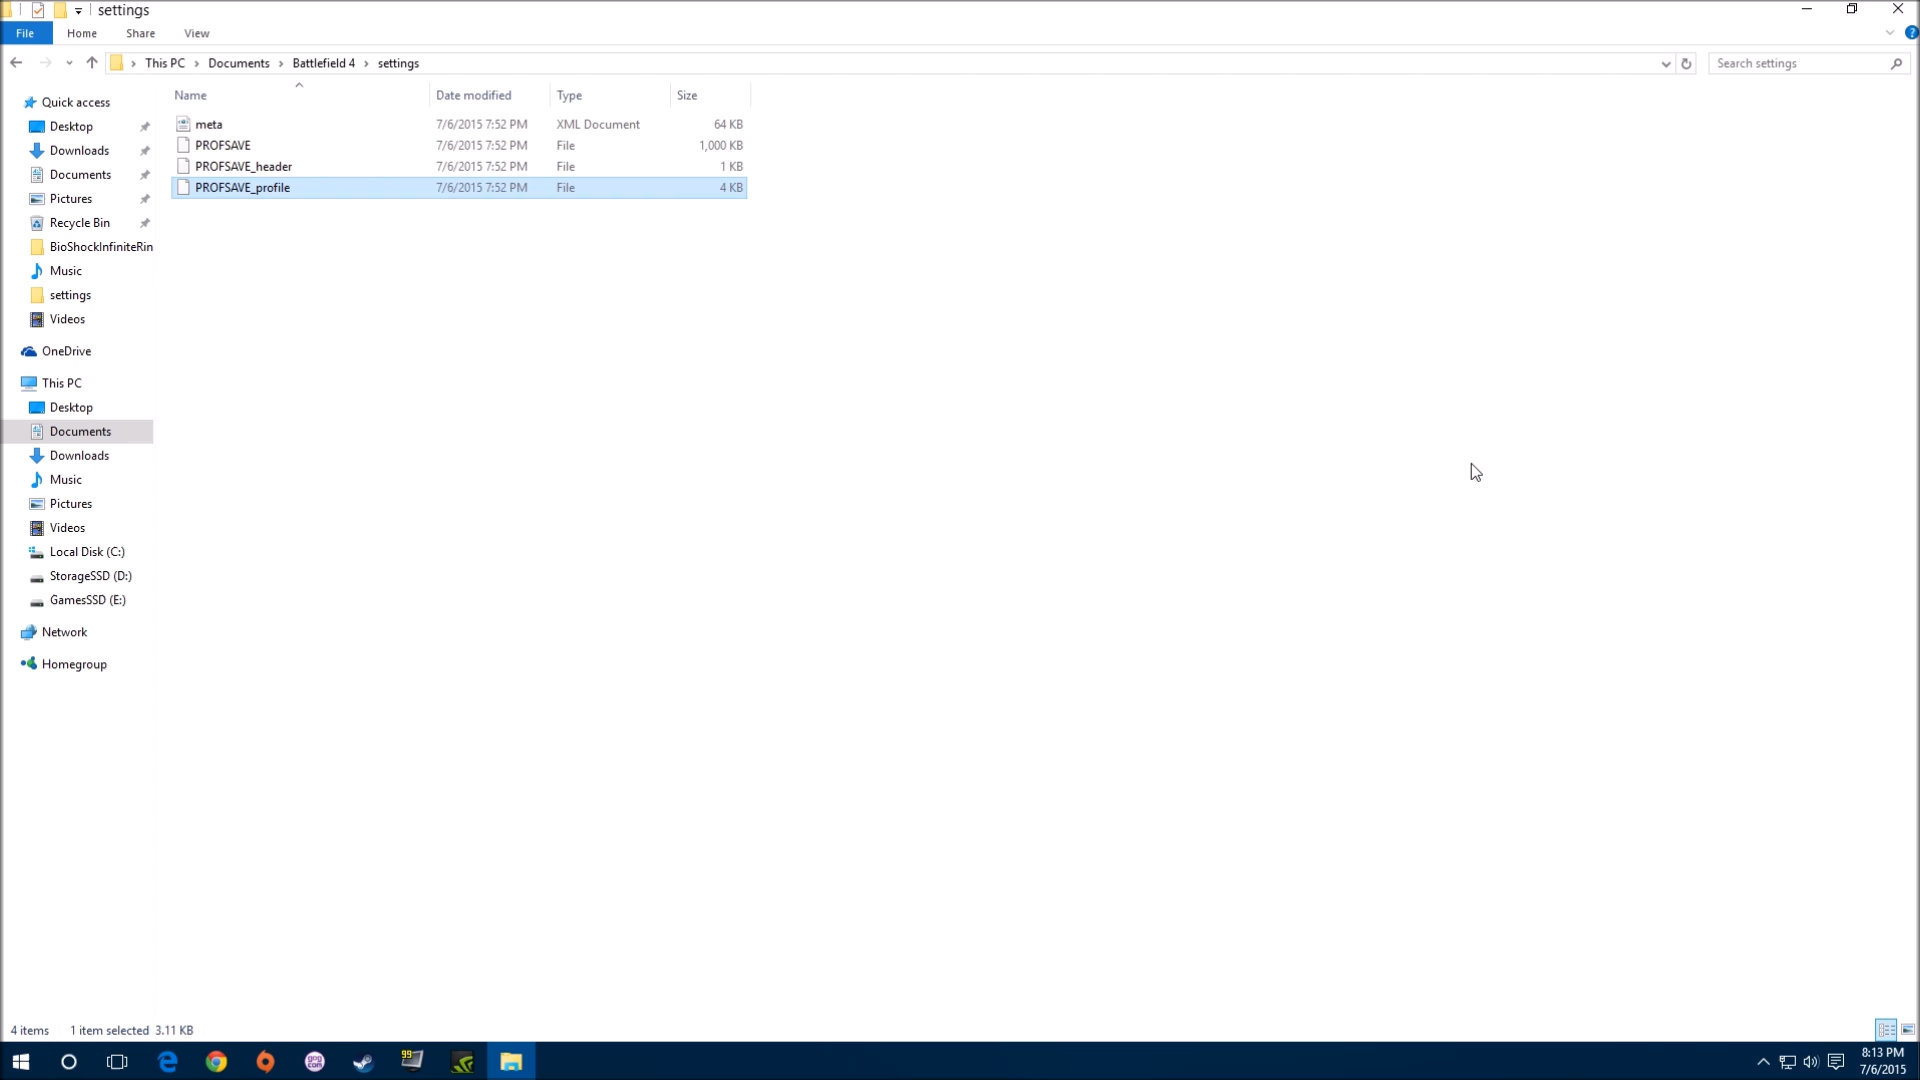 settings
File Home Share View
This PC Documents Battlefield 4 settings
Search settings
Name Date modified Type Size
meta 7/6/2015 7:52 PM XML Document 64 KB
PROFSAVE 7/6/2015 7:52 PM File 1,000 KB
PROFSAVE_header 7/6/2015 7:52 PM File 1 KB
PROFSAVE_profile 7/6/2015 7:52 PM File 4 KB
Quick access
Desktop
Downloads
Documents
Pictures
Recycle Bin
BioShockInfiniteRin
Music
settings
Videos
OneDrive
This PC
Desktop
Documents
Downloads
Music
Pictures
Videos
Local Disk (C:)
StorageSSD (D:)
GamesSSD (E:)
Network
Homegroup
4 items 1 item selected 3.11 KB
gog
com
99
8:13 PM
7/6/2015